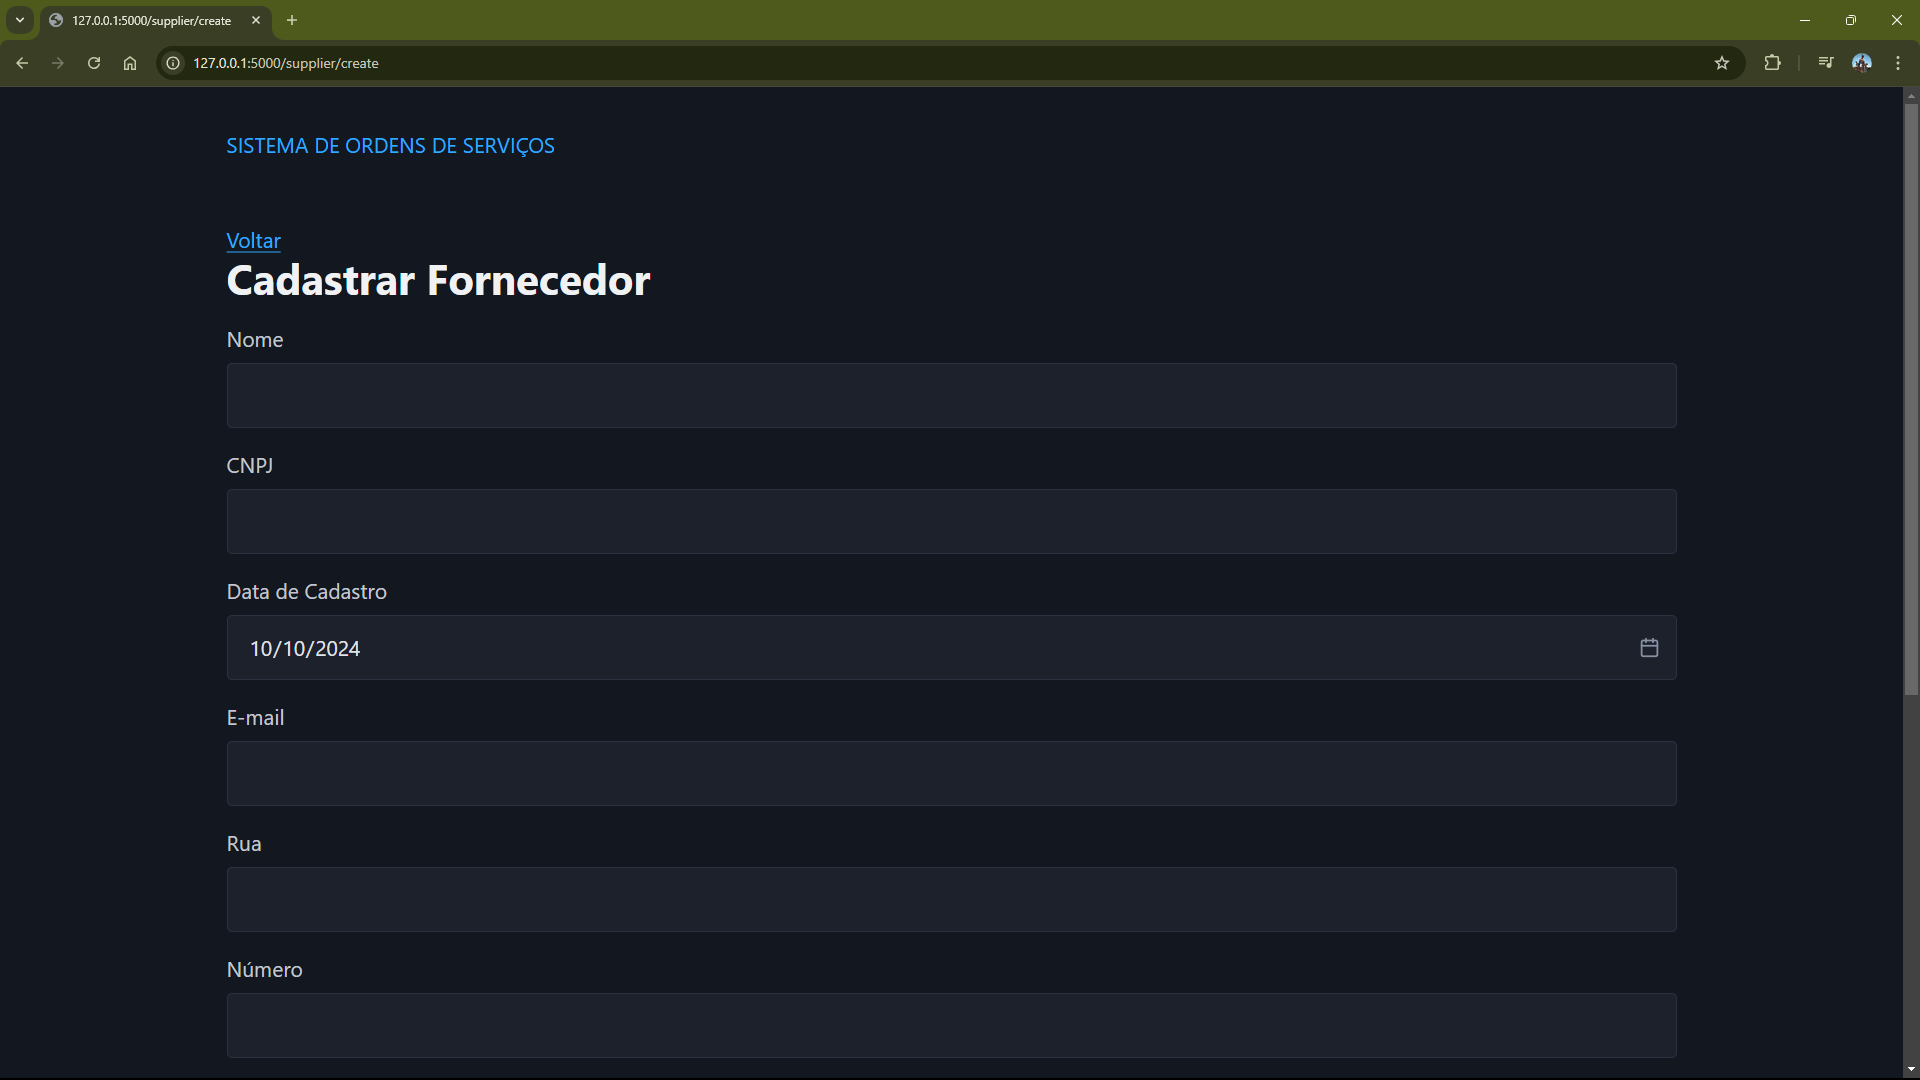 127.0.0.1:5000/supplier/create
127.0.0.1:5000/supplier/create
SISTEMA DE ORDENS DE SERVIÇOS
Voltar
Cadastrar Fornecedor
Nome
CNPJ
Data de Cadastro
10/10/2024
E-mail
Rua
Número